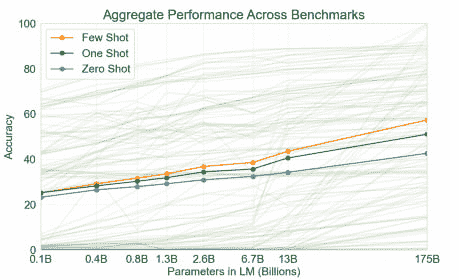 Aggregate Performance Across Benchmarks
100
80
60
40
20
0
Accuracy
Few Shot
One Shot
Zero Shot
0.1B 0.4B 0.8B 1.3B 2.6B 6.7B 13B 175B
Parameters in LM (Billions)